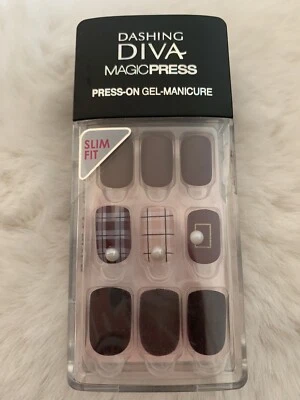 DASHING
DIVA
MAGICPRESS
PRESS-ON GEL-MANICURE
SLIM
FIT